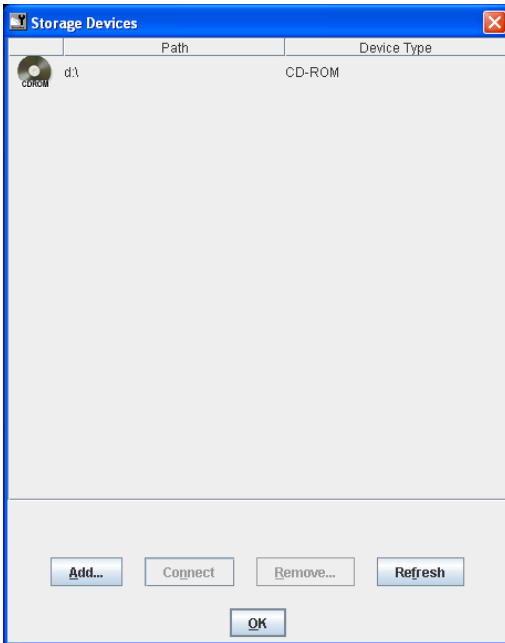 Storage Devices
Path Device Type
CDROM d:\ CD-ROM
Add... Connect Remove... Refresh
OK